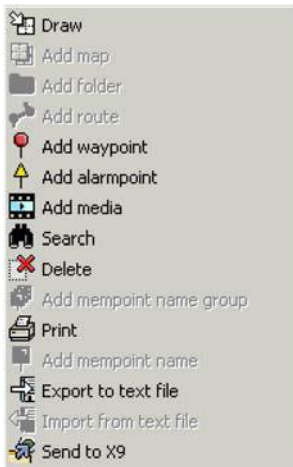 Draw
Add map
Add folder
Add route
Add waypoint
Add alarmpoint
Add media
Search
Delete
Add mempoint name group
Print
Add mempoint name
Export to text file
Import from text file
Send to X9